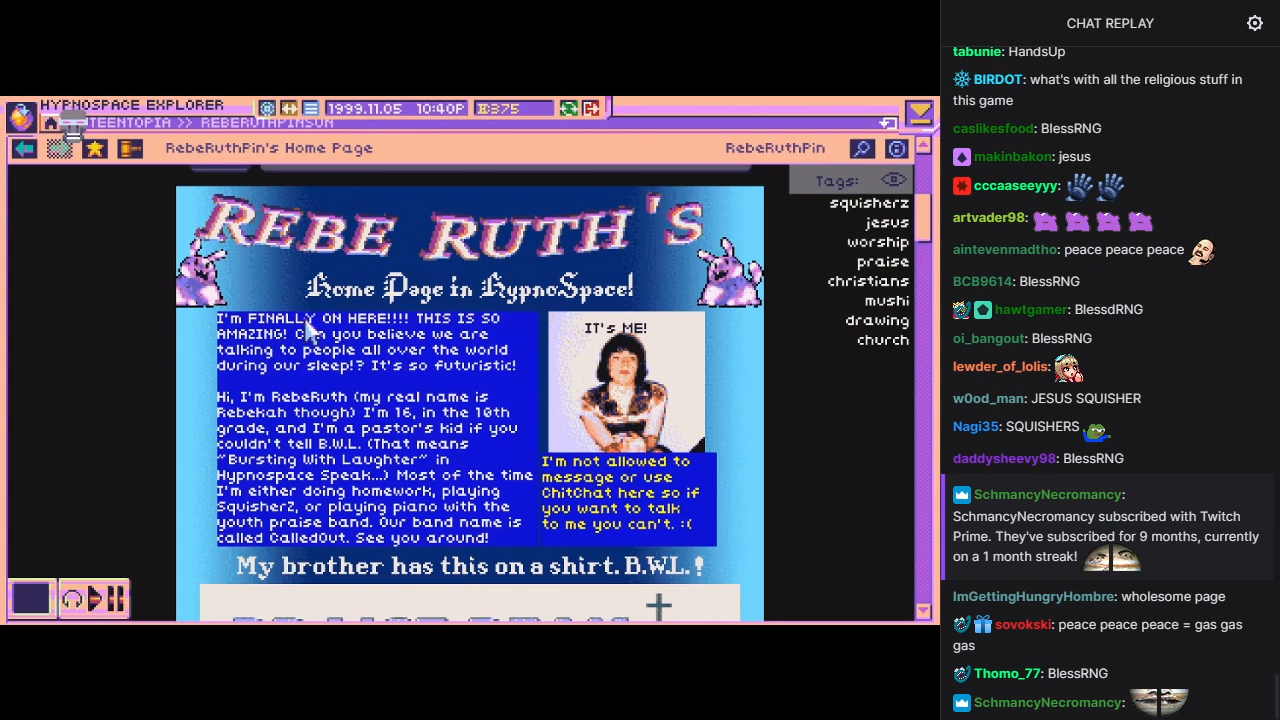 HYPNOSPACE EXPLORER
1999.11.05 10:40P
375
TEENTOPIA >> REBERUTHPINSON
RebeRuthPin's Home Page
RebeRuthPin
Tags:
squisherz
jesus
worship
praise
christians
mushi
drawing
church
REBE RUTH'S
Home Page in HypnoSpace!
I'm FINALLY ON HERE!!!! THIS IS SO
AMAZING! Can you believe we are
talking to people all over the world
during our sleep!? It's so futuristic!
Hi, I'm RebeRuth (my real name is
Rebekah though) I'm 16, in the 10th
grade, and I'm a pastor's kid if you
couldn't tell B.W.L. (That means
"Bursting With Laughter" in
Hypnospace Speak...) Most of the time
I'm either doing homework, playing
SquisherZ, or playing piano with the
youth praise band. Our band name is
called CalledOut. See you around!
IT'S ME!
I'm not allowed to
message or use
ChitChat here so if
you want to talk
to me you can't. :(
My brother has this on a shirt. B.W.L.!
CHAT REPLAY
tabunie: HandsUp
BIRDOT: what's with all the religious stuff in
this game
caslikesfood: BlessRNG
makinbakon: jesus
cccaaseeyyy:
artvader98:
aintevenmadtho: peace peace peace
BCB9614: BlessRNG
hawtgamer: BlessdRNG
oi_bangout: BlessRNG
lewder_of_lolis:
w0od_man: JESUS SQUISHER
Nagi35: SQUISHERS
daddysheevy98: BlessRNG
SchmancyNecromancy:
SchmancyNecromancy subscribed with Twitch
Prime. They've subscribed for 9 months, currently
on a 1 month streak!
ImGettingHungryHombre: wholesome page
sovokski: peace peace peace = gas gas
gas
Thomo_77: BlessRNG
SchmancyNecromancy: